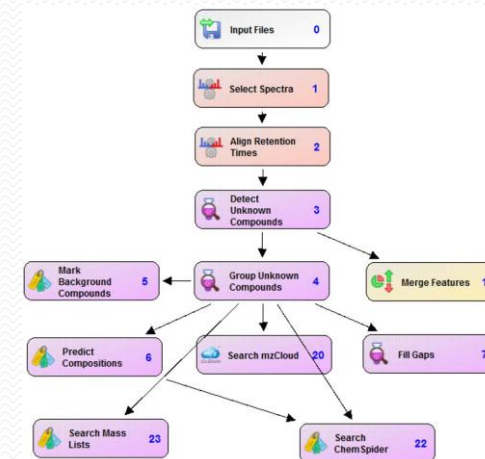 Input Files 0
Select Spectra 1
Align Retention
Times 2
Detect
Unknown
Compounds 3
Mark
Background
Compounds 5
Group Unknown
Compounds 4
Merge Features 1
Predict
Compositions 6
Search mzCloud 20
Fill Gaps 7
Search Mass
Lists 23
Search
ChemSpider 22